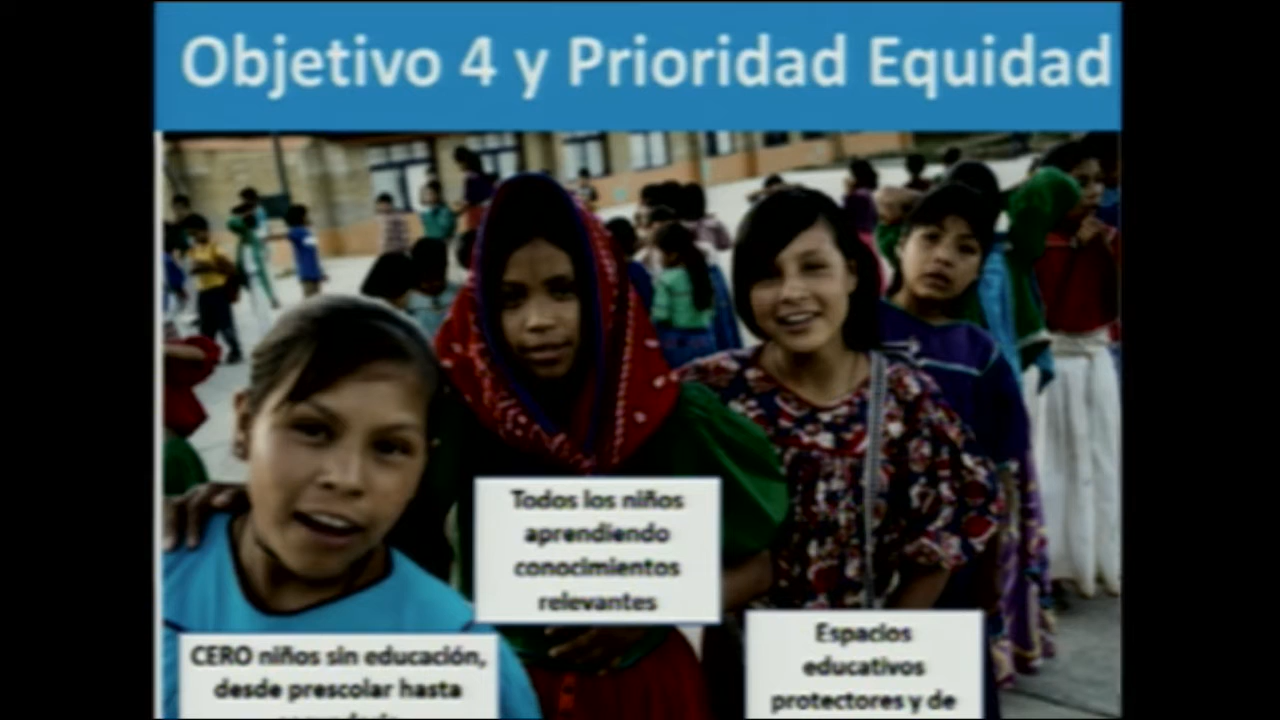 Objetivo 4 y Prioridad Equidad
Todos los niños
aprendiendo
conocimientos
relevantes
CERO niños sin educación,
desde prescolar hasta
Espacios
educativos
protectores y de